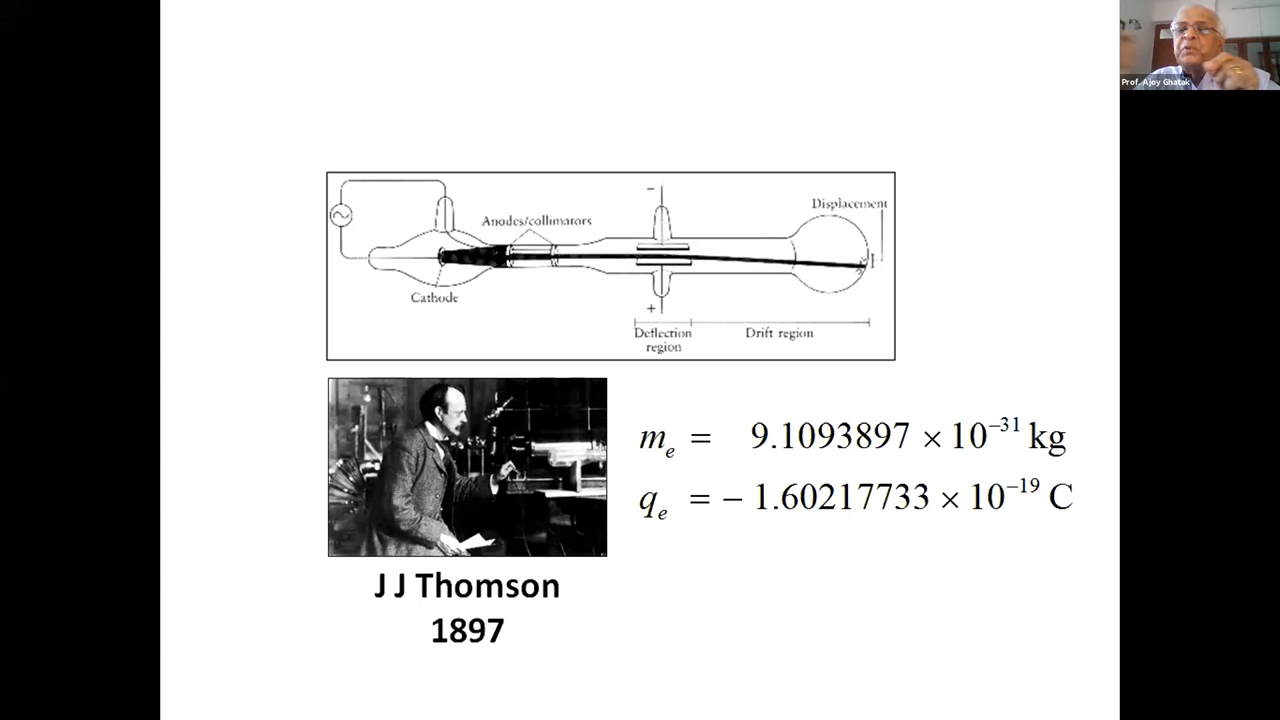 Prof. Ajoy Ghatak
−
Displacement
Anodes/collimators
Cathode
+
Deflection
region
Drift region
mₑ = 9.1093897 × 10⁻³¹ kg
qₑ = − 1.60217733 × 10⁻¹⁹ C
J J Thomson
1897